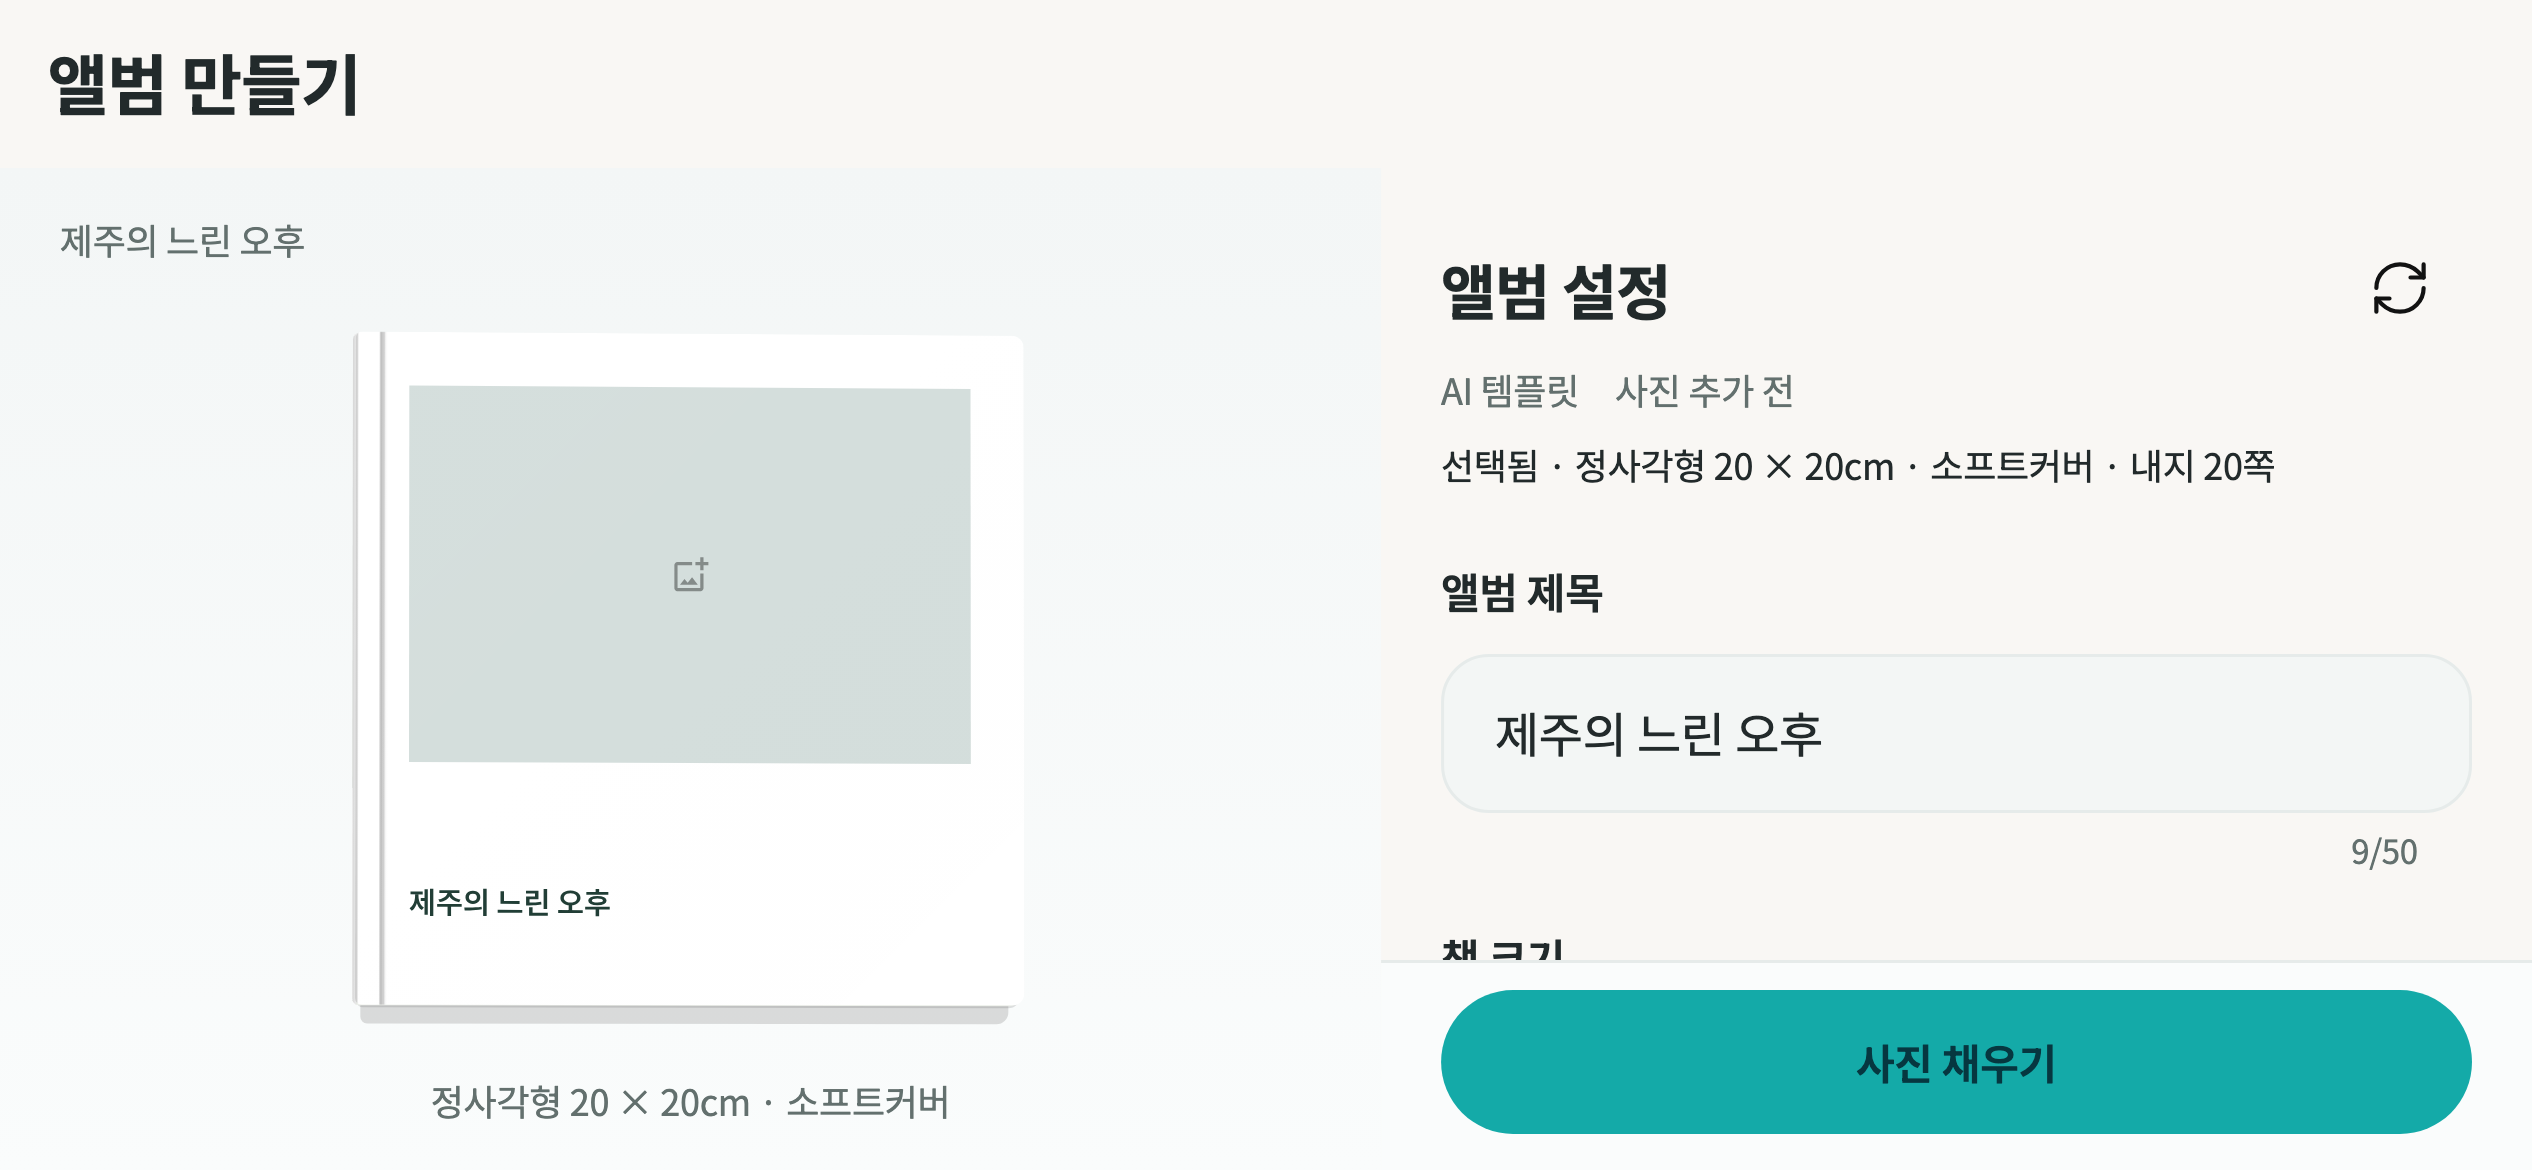 앨범 만들기
제주의 느린 오후
제주의 느린 오후
정사각형 20 × 20cm · 소프트커버
앨범 설정
AI 템플릿 사진 추가 전
선택됨 · 정사각형 20 × 20cm · 소프트커버 · 내지 20쪽
앨범 제목
제주의 느린 오후
9/50
책 크기
사진 채우기